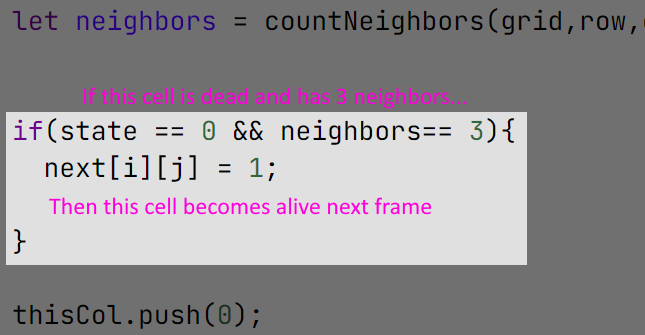 let neighbors = countNeighbors(grid,row,
If this cell is dead and has 3 neighbors...
if(state == 0 && neighbors== 3){
next[i][j] = 1;
Then this cell becomes alive next frame
}
thisCol.push(0);